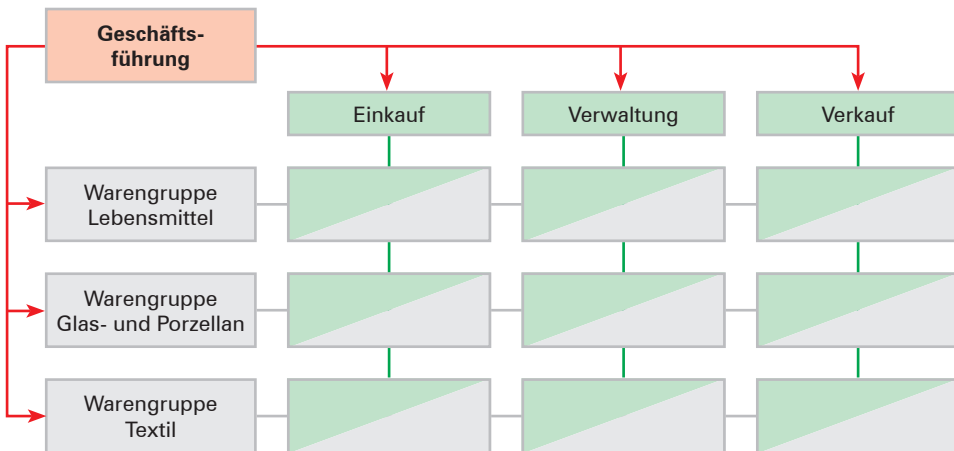 Geschäfts-
führung
Einkauf
Verwaltung
Verkauf
Warengruppe
Lebensmittel
Warengruppe
Glas- und Porzellan
Warengruppe
Textil